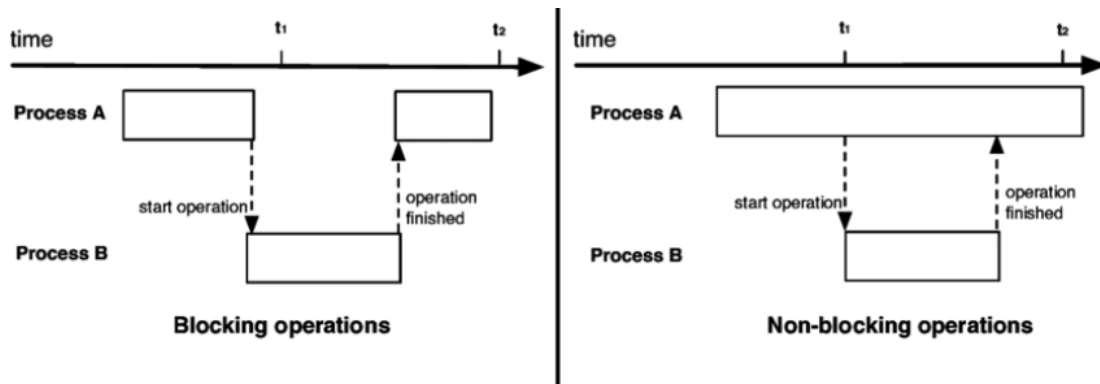 time
t1
t2
Process A
start operation
operation
finished
Process B
Blocking operations
time
t1
t2
Process A
start operation
operation
finished
Process B
Non-blocking operations